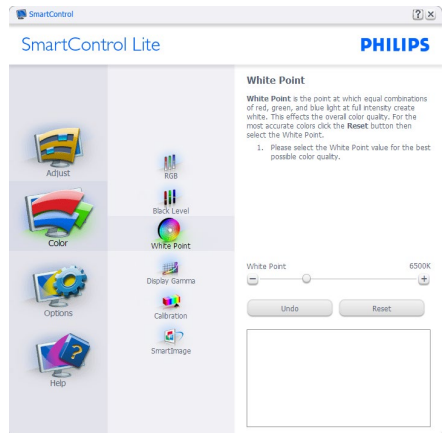 SmartControl
SmartControl Lite
PHILIPS
Adjust
Color
Options
Help
RGB
Black Level
White Point
Display Gamma
Calibration
SmartImage
White Point
White Point is the point at which equal combinations
of red, green, and blue light at full intensity create
white. This effects the overall color quality. For the
most accurate colors click the Reset button then
select the White Point.
1. Please select the White Point value for the best
possible color quality.
White Point 6500K
Undo Reset